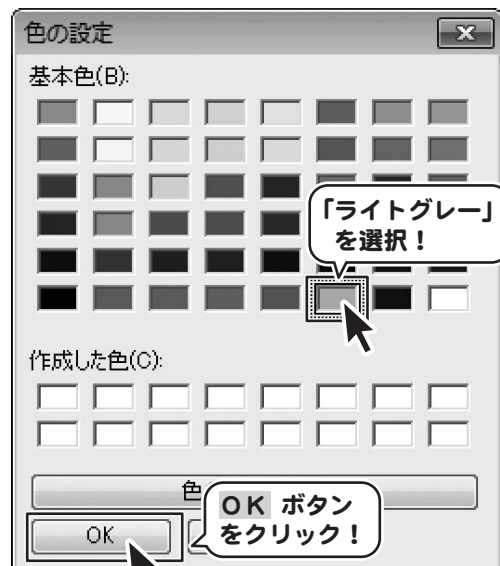 色の設定
基本色(B):
「ライトグレー」
を選択！
作成した色(C):
色
OK ボタン
をクリック！
OK